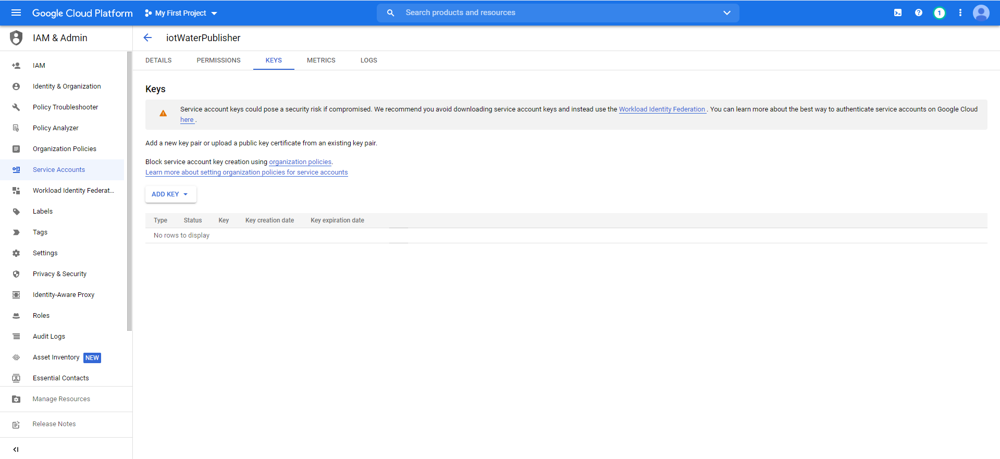 Google Cloud Platform
My First Project
Search products and resources
1
IAM & Admin
iotWaterPublisher
DETAILS
PERMISSIONS
KEYS
METRICS
LOGS
IAM
Identity & Organization
Policy Troubleshooter
Policy Analyzer
Organization Policies
Service Accounts
Workload Identity Federat...
Labels
Tags
Settings
Privacy & Security
Identity-Aware Proxy
Roles
Audit Logs
Asset Inventory NEW
Essential Contacts
Manage Resources
Release Notes
Keys
Service account keys could pose a security risk if compromised. We recommend you avoid downloading service account keys and instead use the Workload Identity Federation . You can learn more about the best way to authenticate service accounts on Google Cloud
here .
Add a new key pair or upload a public key certificate from an existing key pair.
Block service account key creation using organization policies.
Learn more about setting organization policies for service accounts
ADD KEY
Type Status Key Key creation date Key expiration date
No rows to display